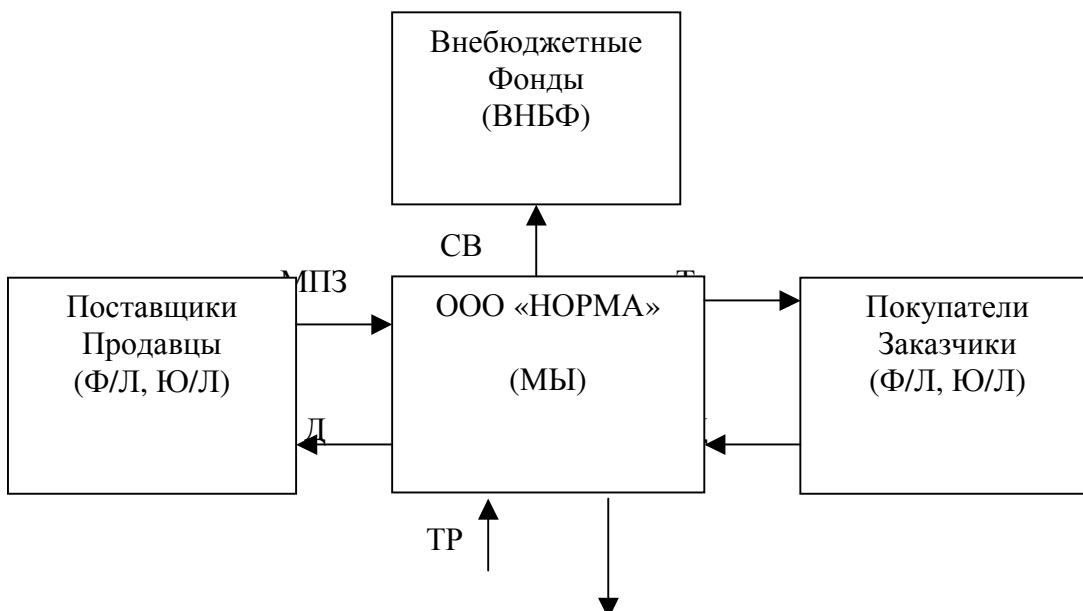 Внебюджетные
Фонды
(ВНБФ)
СВ
МПЗ
Поставщики
Продавцы
(Ф/Л, Ю/Л)
Д
ООО «НОРМА»
(МЫ)
Покупатели
Заказчики
(Ф/Л, Ю/Л)
ТР